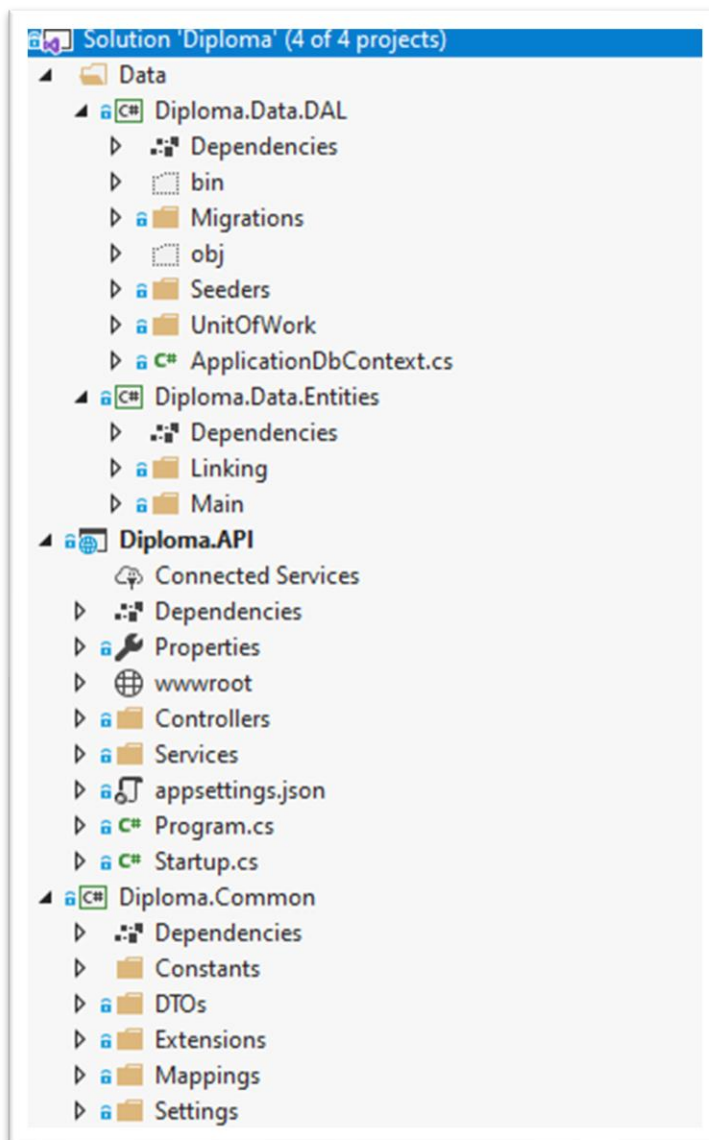 Solution 'Diploma' (4 of 4 projects)
Data
C# Diploma.Data.DAL
Dependencies
bin
Migrations
obj
Seeders
UnitOfWork
C# ApplicationDbContext.cs
C# Diploma.Data.Entities
Dependencies
Linking
Main
Diploma.API
Connected Services
Dependencies
Properties
wwwroot
Controllers
Services
appsettings.json
C# Program.cs
C# Startup.cs
C# Diploma.Common
Dependencies
Constants
DTOs
Extensions
Mappings
Settings